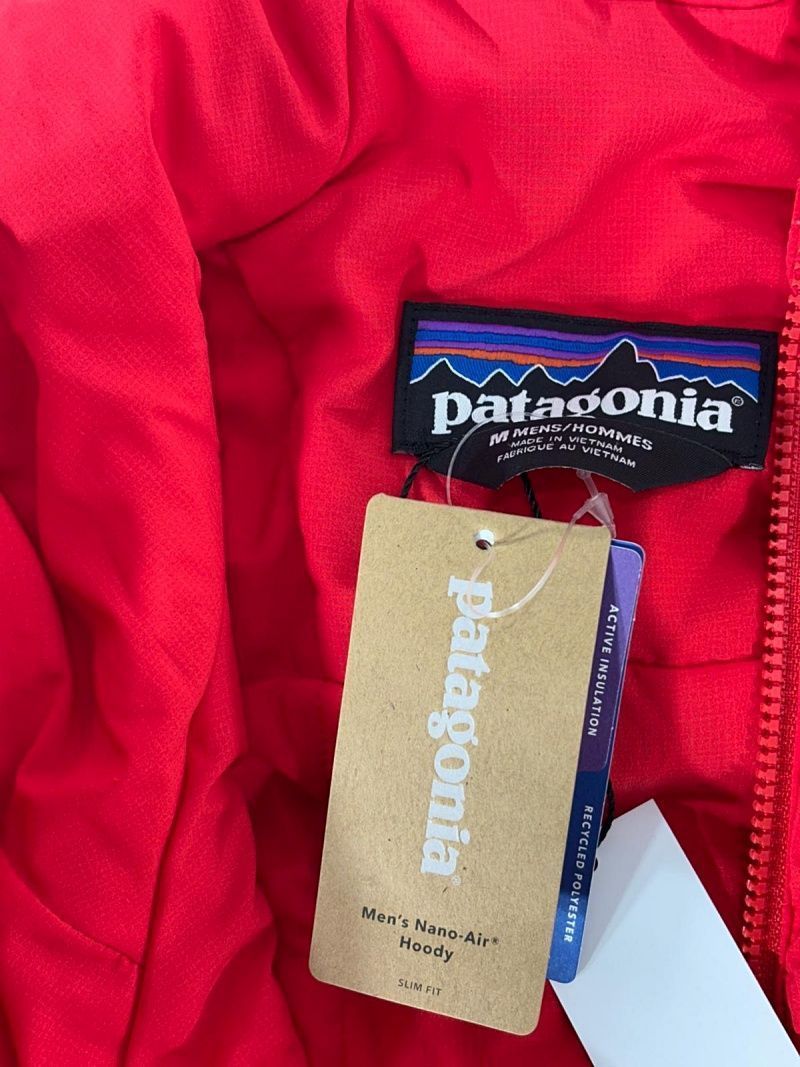 patagonia®
M MENS/HOMMES
MADE IN VIETNAM
FABRIQUÉ AU VIETNAM
patagonia®
Men's Nano-Air®
Hoody
SLIM FIT
ACTIVE INSULATION
RECYCLED POLYESTER